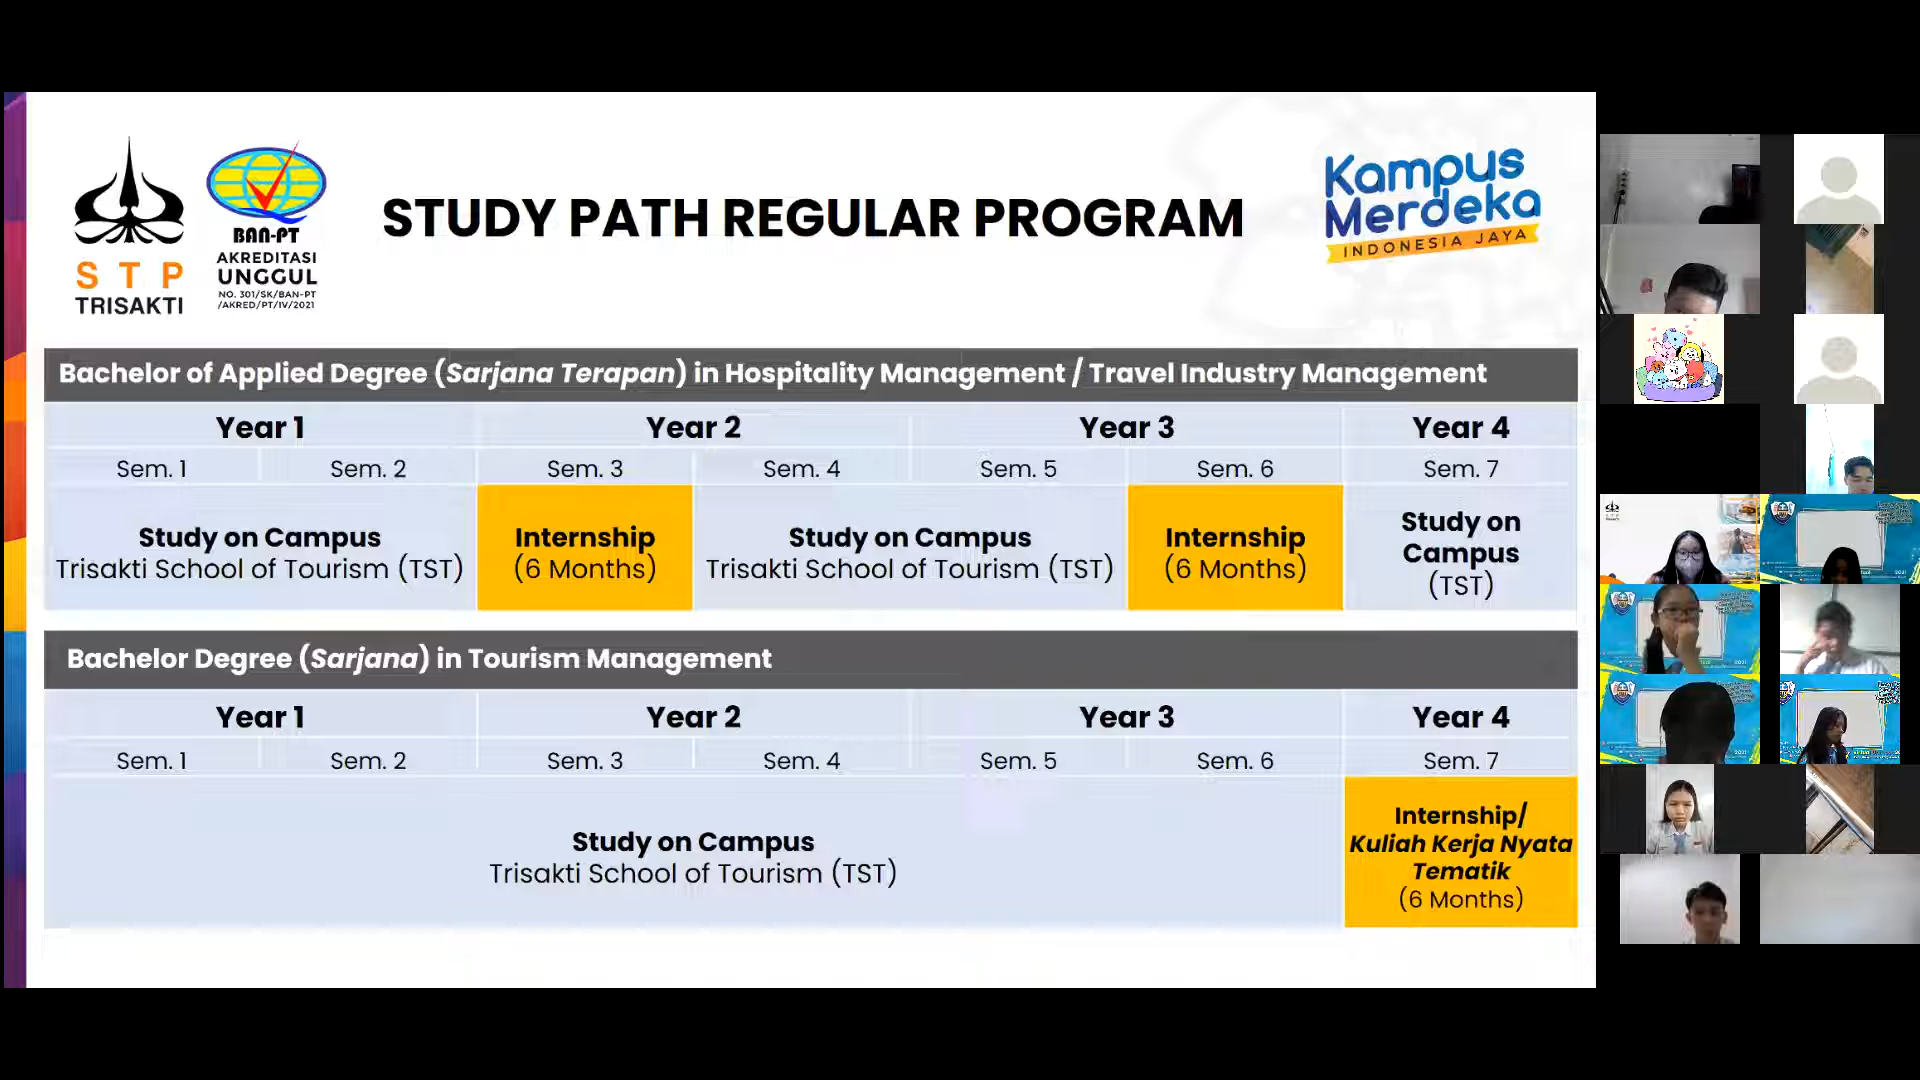 STP
TRISAKTI
BAN-PT
AKREDITASI
UNGGUL
NO. 301/SK/BAN-PT
/AKRED/PT/IV/2021
STUDY PATH REGULAR PROGRAM
Kampus
Merdeka
INDONESIA JAYA
Bachelor of Applied Degree (Sarjana Terapan) in Hospitality Management / Travel Industry Management
Year 1 Year 2 Year 3 Year 4
Sem. 1 Sem. 2 Sem. 3 Sem. 4 Sem. 5 Sem. 6 Sem. 7
Study on Campus
Trisakti School of Tourism (TST)
Internship
(6 Months)
Study on Campus
Trisakti School of Tourism (TST)
Internship
(6 Months)
Study on
Campus
(TST)
Bachelor Degree (Sarjana) in Tourism Management
Year 1 Year 2 Year 3 Year 4
Sem. 1 Sem. 2 Sem. 3 Sem. 4 Sem. 5 Sem. 6 Sem. 7
Study on Campus
Trisakti School of Tourism (TST)
Internship/
Kuliah Kerja Nyata
Tematik
(6 Months)